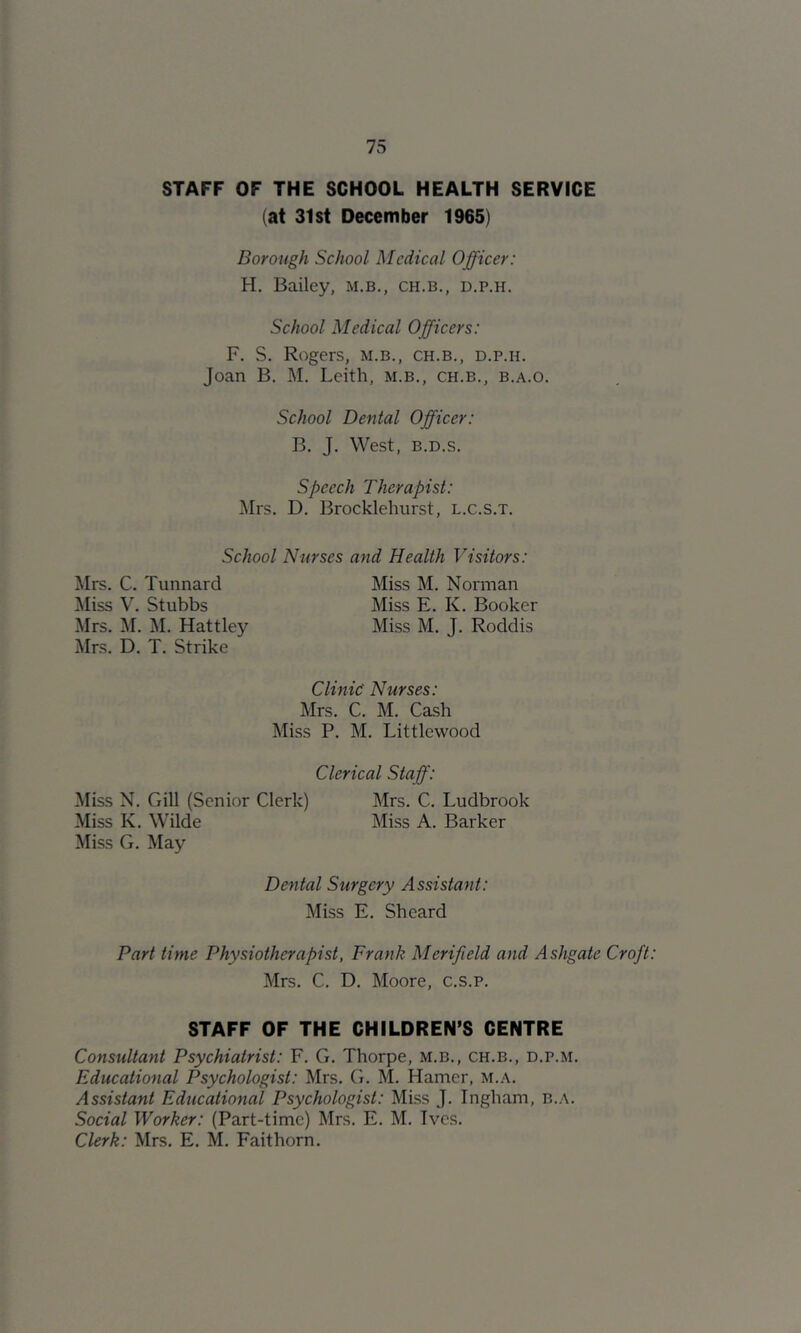 75
STAFF OF THE SCHOOL HEALTH SERVICE
(at 31st December 1965)
Borough School Medical Officer:
H. Bailey, M.B., CH.B., D.P.H.
School Medical Officers:
F. S. Rogers, M.B., CH.B., D.P.H.
Joan B. M. Leith, M.B., CH.B., B.A.O.
School Dental Officer:
B. J. West, B.D.S.
Speech Therapist:
Mrs. D. Brocklehurst, L.C.S.T.
School Nurses and Health Visitors:
Mrs. C. Tunnard Miss M. Norman
Miss V. Stubbs Miss E. K. Booker
Mrs. M. M. Hattley Miss M. J. Roddis
Mrs. D. T. Strike
Clinic Nurses:
Mrs. C. M. Cash
Miss P. M. Littlewood
Clerical Staff:
Miss N. Gill (Senior Clerk) Mrs. C. Ludbrook
Miss K. Wilde Miss A. Barker
Miss G. May
Dental Surgery Assistant:
Miss E. Sheard
Part time Physiotherapist, Frank Merifield and Ashgate Croft:
Mrs. C. D. Moore, C.S.P.
STAFF OF THE CHILDREN'S CENTRE
Consultant Psychiatrist: F. G. Thorpe, M.B., CH.B., D.P.M.
Educational Psychologist: Mrs. G. M. Hamer, M.A.
Assistant Educational Psychologist: Miss J. Ingham, B.A.
Social Worker: (Part-time) Mrs. E. M. Ives.
Clerk: Mrs. E. M. Faithorn.